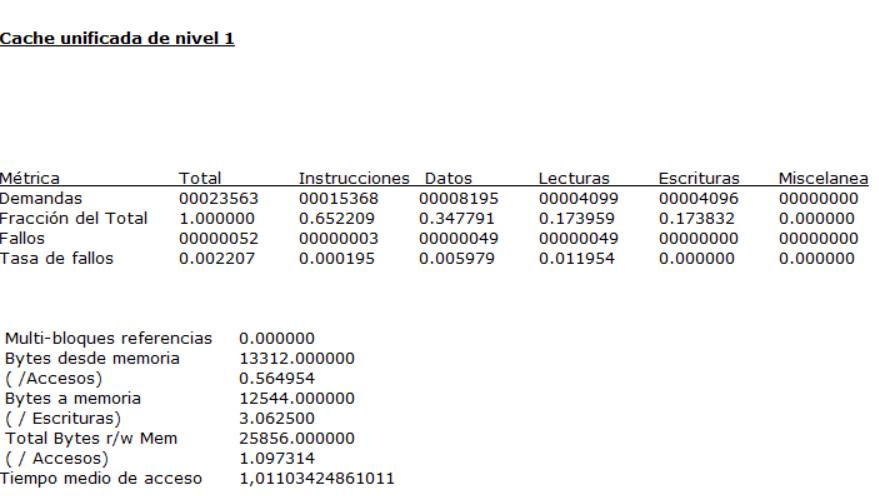 Cache unificada de nivel 1
Métrica Total Instrucciones Datos Lecturas Escrituras Miscelanea
Demandas 00023563 00015368 00008195 00004099 00004096 00000000
Fracción del Total 1.000000 0.652209 0.347791 0.173959 0.173832 0.000000
Fallos 00000052 00000003 00000049 00000049 00000000 00000000
Tasa de fallos 0.002207 0.000195 0.005979 0.011954 0.000000 0.000000
Multi-bloques referencias 0.000000
Bytes desde memoria 13312.000000
( /Accesos) 0.564954
Bytes a memoria 12544.000000
( / Escrituras) 3.062500
Total Bytes r/w Mem 25856.000000
( / Accesos) 1.097314
Tiempo medio de acceso 1,01103424861011